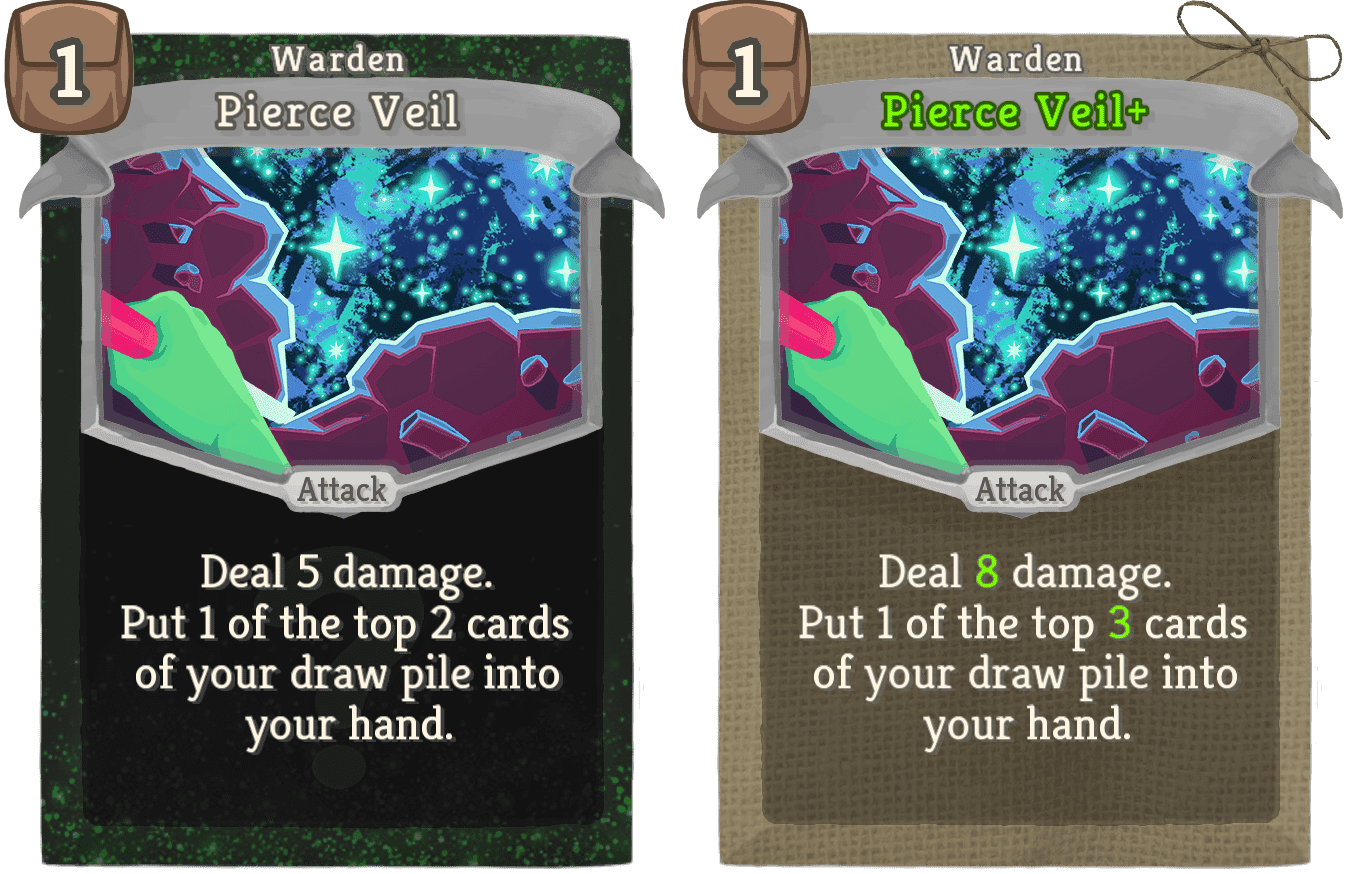 1
Warden
Pierce Veil
Attack
Deal 5 damage.
Put 1 of the top 2 cards
of your draw pile into
your hand.
1
Warden
Pierce Veil+
Attack
Deal 8 damage.
Put 1 of the top 3 cards
of your draw pile into
your hand.